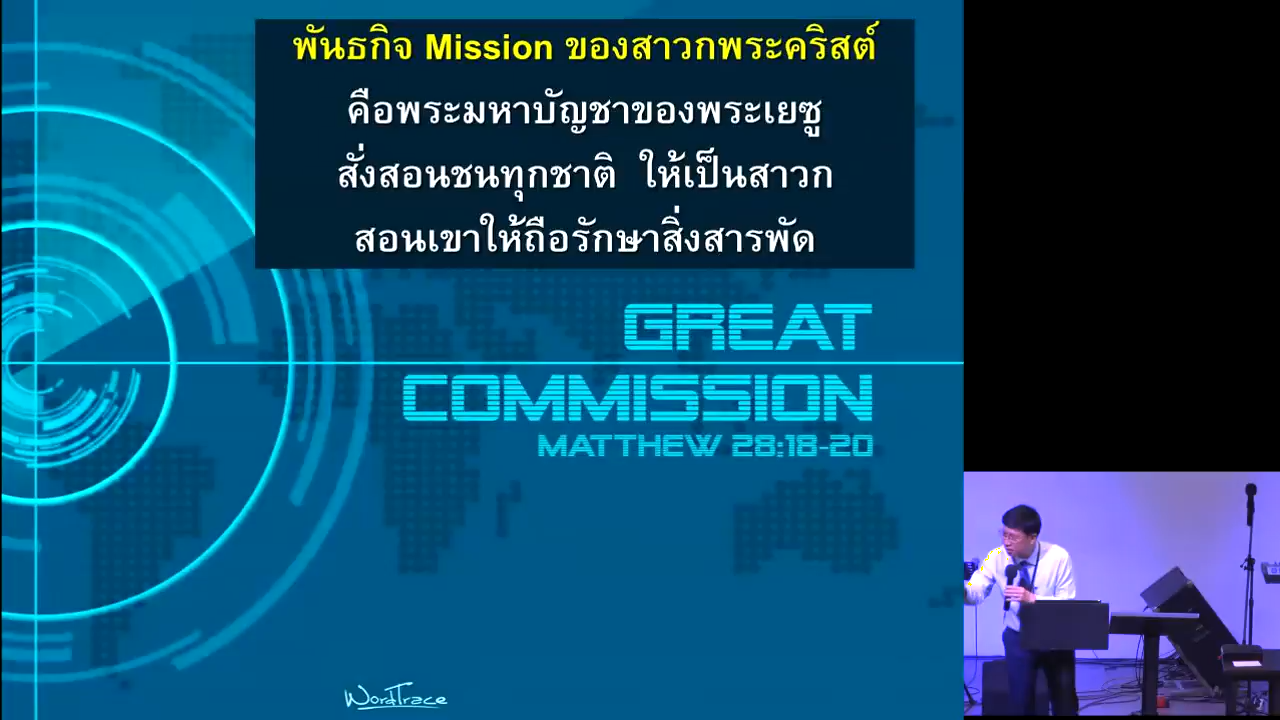 พันธกิจ Mission ของสาวกพระคริสต์
คือพระมหาบัญชาของพระเยซู
สั่งสอนชนทุกชาติ ให้เป็นสาวก
สอนเขาให้ถือรักษาสิ่งสารพัด
GREAT
COMMISSION
MATTHEW 28:18-20
WordTrace